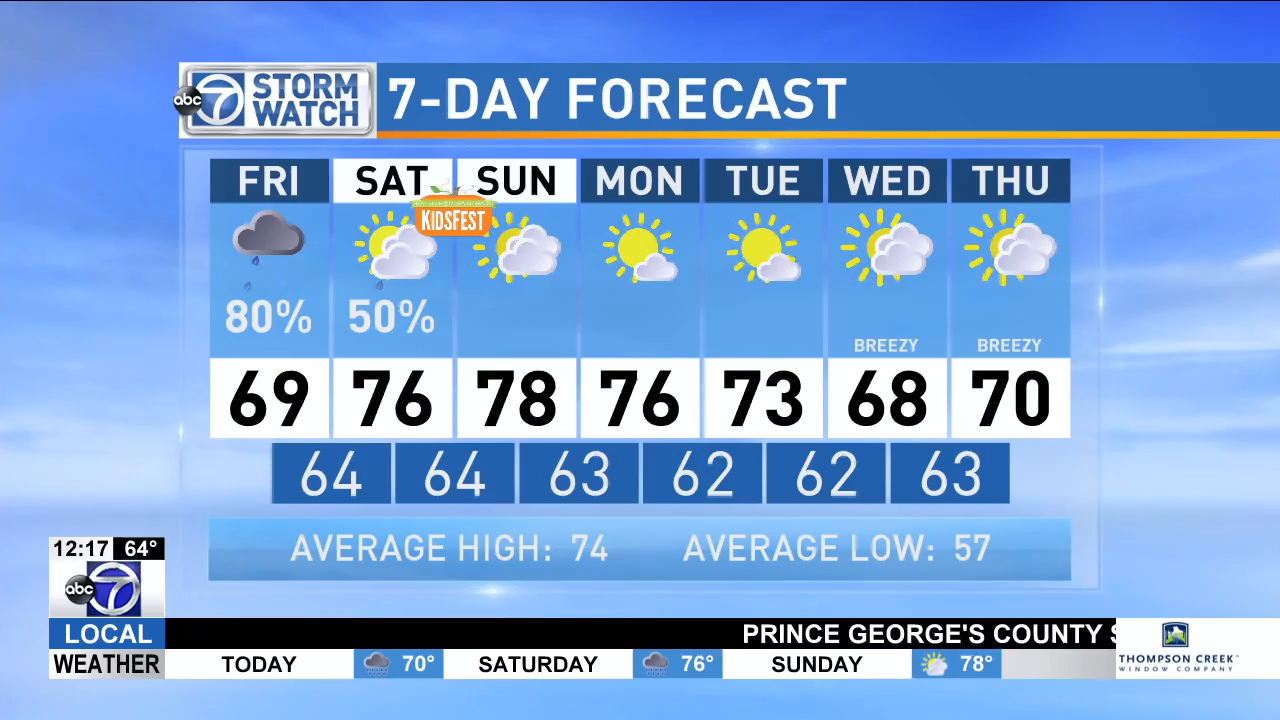 abc 7 STORM WATCH
7-DAY FORECAST
FRI SAT SUN MON TUE WED THU
KIDSFEST
80% 50%
BREEZY BREEZY
69 76 78 76 73 68 70
64 64 63 62 62 63
AVERAGE HIGH: 74 AVERAGE LOW: 57
12:17 64°
abc 7
LOCAL PRINCE GEORGE'S COUNTY
WEATHER TODAY 70° SATURDAY 76° SUNDAY 78°
THOMPSON CREEK™
WINDOW COMPANY